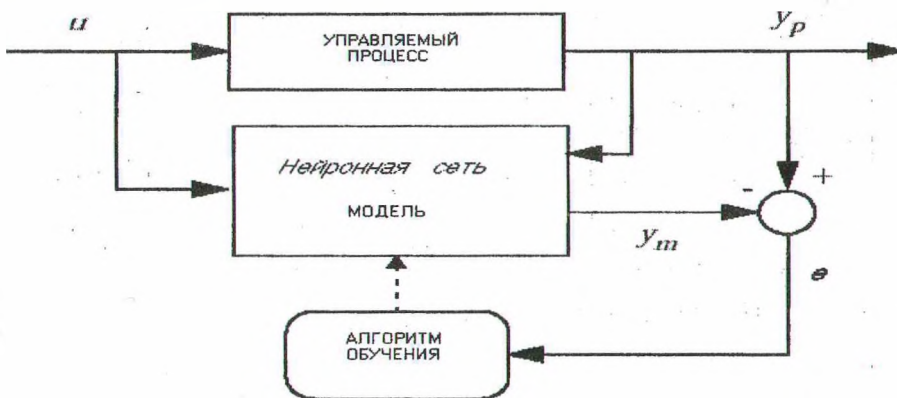 u
УПРАВЛЯЕМЫЙ
ПРОЦЕСС
y_p
Нейронная сеть
МОДЕЛЬ
-
+
y_m
e
АЛГОРИТМ
ОБУЧЕНИЯ